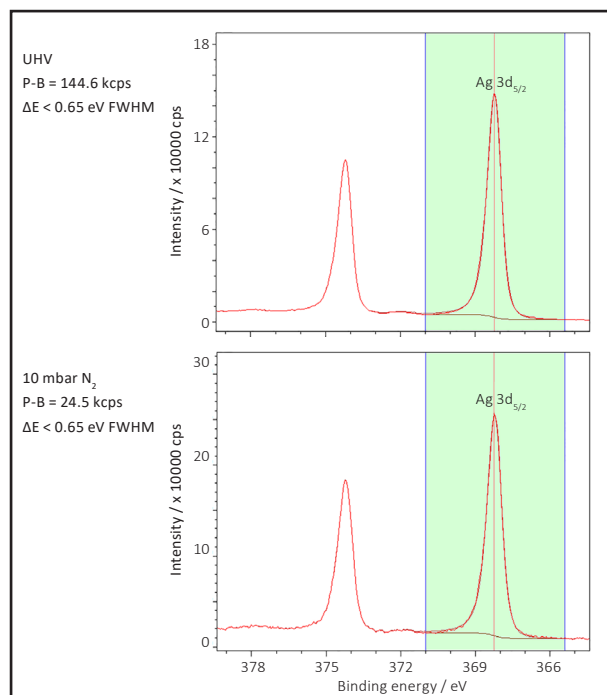 UHV
P-B = 144.6 kcps
ΔE < 0.65 eV FWHM
Intensity / x 10000 cps
18
12
6
0
Ag 3d5/2
10 mbar N2
P-B = 24.5 kcps
ΔE < 0.65 eV FWHM
Intensity / x 10000 cps
30
20
10
0
Ag 3d5/2
378 375 372 369 366
Binding energy / eV